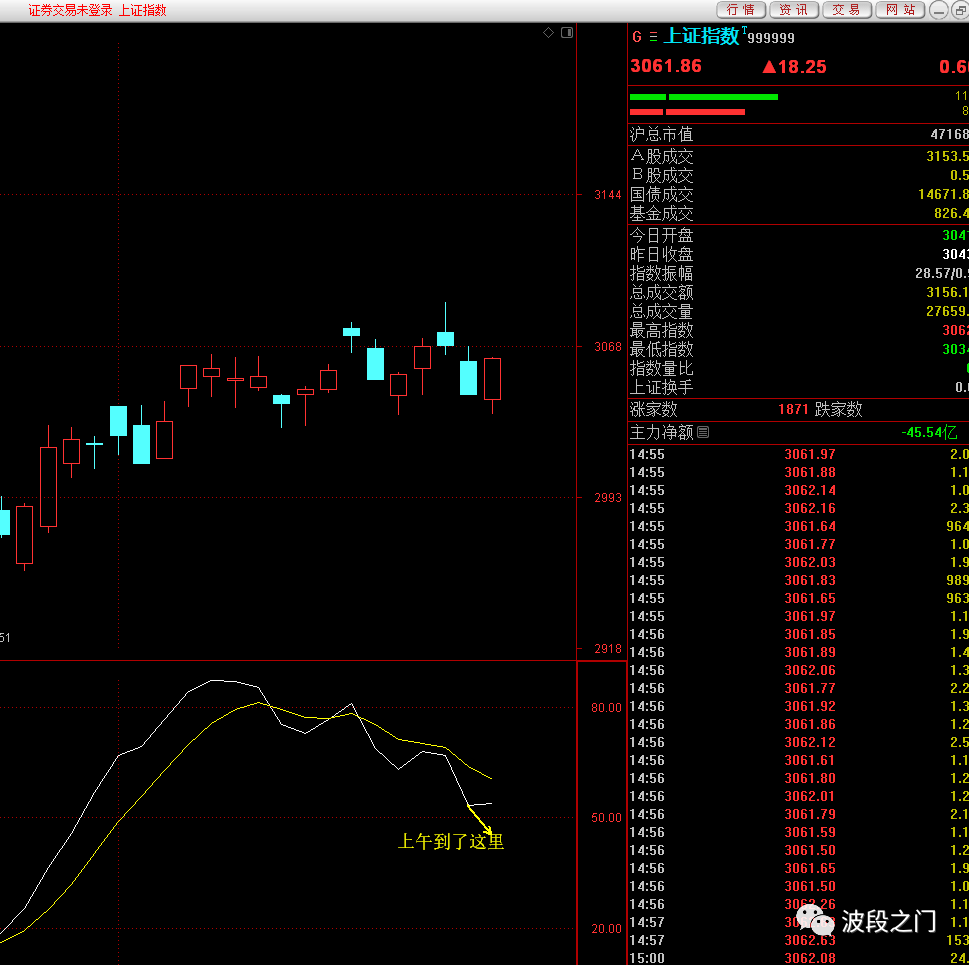 证券交易未登录 上证指数
行情 资讯 交易 网站
G 上证指数T999999
3061.86 ▲18.25 0.6
11
8
沪总市值 47168
A股成交 3153.5
B股成交 0.5
国债成交 14671.8
基金成交 826.4
今日开盘 304
昨日收盘 304
指数振幅 28.57/0.
总成交额 3156.1
总成交量 27659.
最高指数 306
最低指数 303
指数量比
上证换手 0.
涨家数 1871 跌家数
主力净额 -45.54亿
3144
3068
2993
2918
51
80.00
50.00
20.00
上午到了这里
14:55 3061.97 2.0
14:55 3061.88 1.1
14:55 3062.14 1.0
14:55 3062.16 2.3
14:55 3061.64 964
14:55 3061.77 1.0
14:55 3062.03 1.9
14:55 3061.83 989
14:55 3061.65 963
14:55 3061.97 1.1
14:56 3061.85 1.9
14:56 3061.89 1.4
14:56 3062.06 1.3
14:56 3061.77 2.2
14:56 3061.92 1.3
14:56 3061.86 1.2
14:56 3062.12 2.5
14:56 3061.61 1.1
14:56 3061.80 1.2
14:56 3062.01 1.2
14:56 3061.79 2.1
14:56 3061.59 1.1
14:56 3061.50 1.2
14:56 3061.65 1.9
14:56 3061.50 1.0
14:56 3062.26 1.1
14:57 1.1
14:57 3062.63 153
15:00 3062.08 24.
波段之门